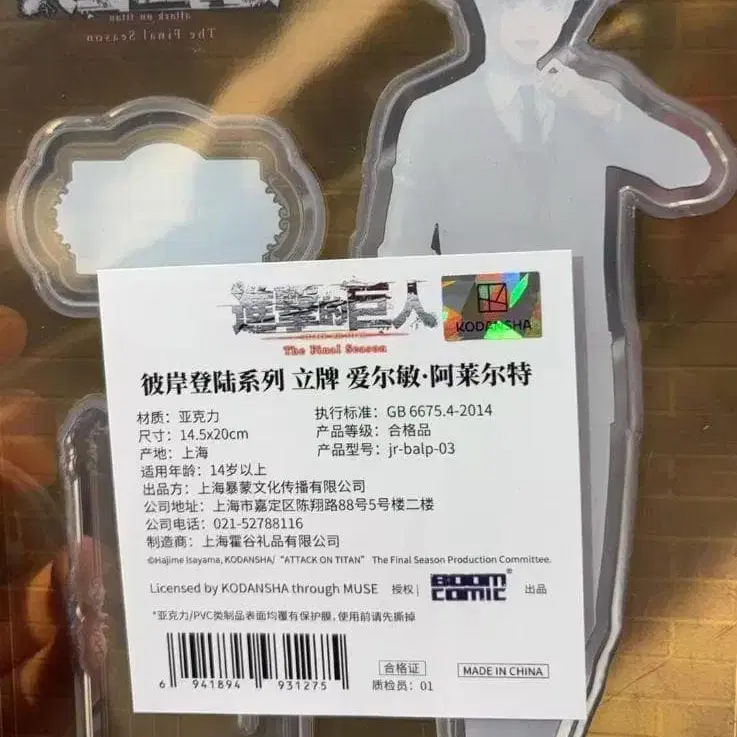 attack on titan
The Final Season
進撃的巨人
The Final Season
KODANSHA
彼岸登陆系列 立牌 爱尔敏·阿莱尔特
材质：亚克力
执行标准：GB 6675.4-2014
尺寸：14.5x20cm
产品等级：合格品
产地：上海
产品型号：jr-balp-03
适用年龄：14岁以上
出品方：上海暴蒙文化传播有限公司
公司地址：上海市嘉定区陈翔路88号5号楼二楼
公司电话：021-52788116
制造商：上海霍谷礼品有限公司
©Hajime Isayama, KODANSHA/ “ATTACK ON TITAN” The Final Season Production Committee.
Licensed by KODANSHA through MUSE 授权| BOOM COMIC® 出品
*亚克力/PVC类制品表面均覆有保护膜,使用前请先撕掉
6 941894 931275
合格证
质检员：01
MADE IN CHINA